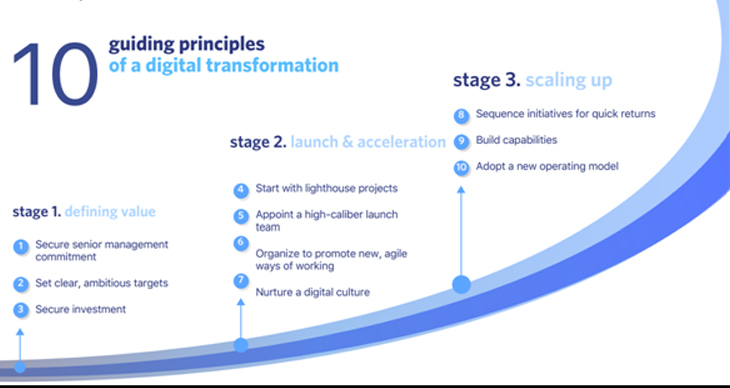 10 guiding principles
of a digital transformation
stage 1. defining value
1 Secure senior management
commitment
2 Set clear, ambitious targets
3 Secure investment
stage 2. launch & acceleration
4 Start with lighthouse projects
5 Appoint a high-caliber launch
team
6 Organize to promote new, agile
ways of working
7 Nurture a digital culture
stage 3. scaling up
8 Sequence initiatives for quick returns
9 Build capabilities
10 Adopt a new operating model